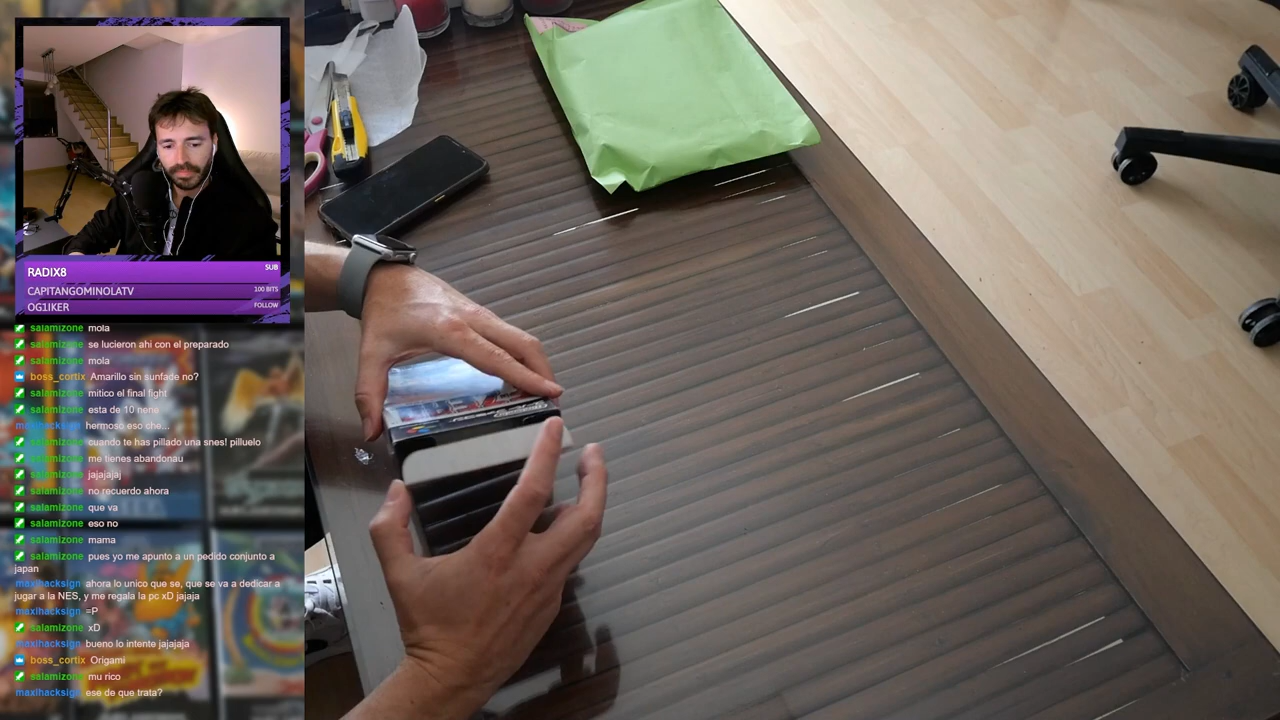 RADIX8
SUB
CAPITANGOMINOLATV
100 BITS
OG1IKER
FOLLOW
salamizone mola
salamizone se lucieron ahi con el preparado
salamizone mola
boss_cortix Amarillo sin sunfade no?
salamizone mitico el final fight
salamizone esta de 10 nene
maxihacksign hermoso eso che...
salamizone cuando te has pillado una snes! pilluelo
salamizone me tienes abandonau
salamizone jajajajaj
salamizone no recuerdo ahora
salamizone que va
salamizone eso no
salamizone mama
salamizone pues yo me apunto a un pedido conjunto a
japan
maxihacksign ahora lo unico que se, que se va a dedicar a
jugar a la NES, y me regala la pc xD jajaja
maxihacksign =P
salamizone xD
maxihacksign bueno lo intente jajajaja
boss_cortix Origami
salamizone mu rico
maxihacksign ese de que trata?